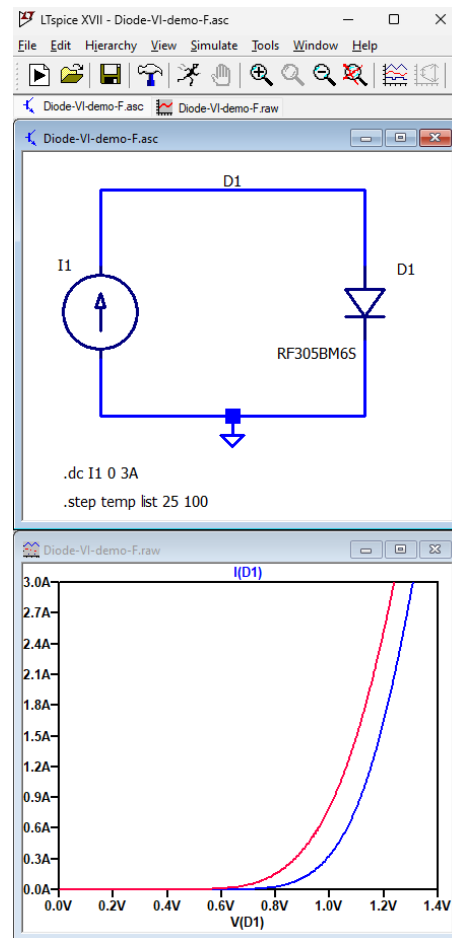 LTspice XVII - Diode-VI-demo-F.asc
File Edit Hierarchy View Simulate Tools Window Help
Diode-VI-demo-F.asc Diode-VI-demo-F.raw
Diode-VI-demo-F.asc
D1
I1
D1
RF305BM6S
.dc I1 0 3A
.step temp list 25 100
Diode-VI-demo-F.raw
I(D1)
3.0A
2.7A
2.4A
2.1A
1.8A
1.5A
1.2A
0.9A
0.6A
0.3A
0.0A
0.0V 0.2V 0.4V 0.6V 0.8V 1.0V 1.2V 1.4V
V(D1)